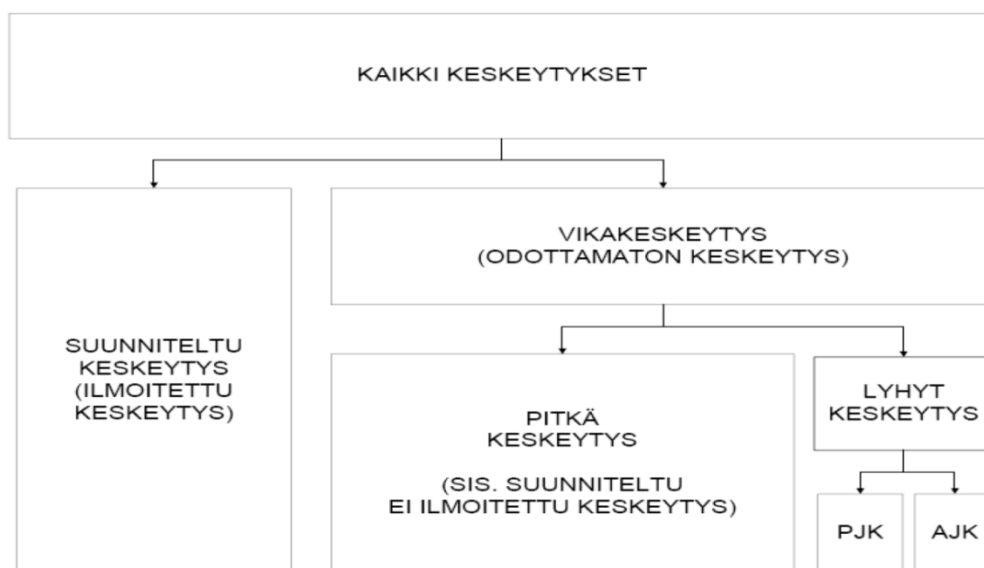 KAIKKI KESKEYTYKSET
VIKAKESKEYTYS
(ODOTTAMATON KESKEYTYS)
SUUNNITELTU
KESKEYTYS
(ILMOITETTU
KESKEYTYS)
PITKÄ
KESKEYTYS
(SIS. SUUNNITELTU
EI ILMOITETTU KESKEYTYS)
LYHYT
KESKEYTYS
PJK
AJK